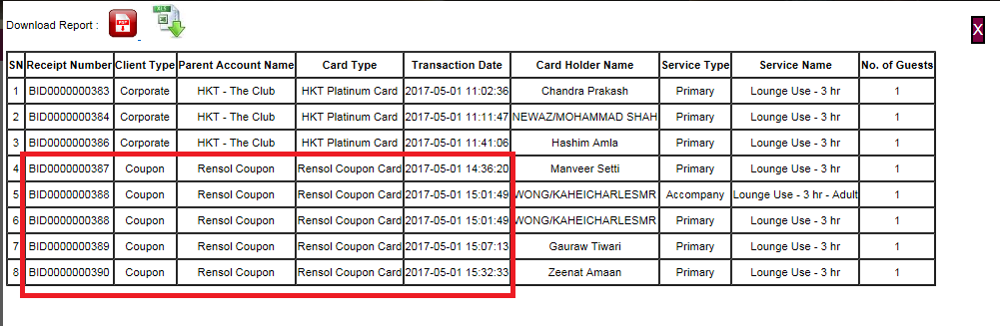 XLS
Download Report :
PDF
X
SN Receipt Number Client Type Parent Account Name Card Type Transaction Date Card Holder Name Service Type Service Name No. of Guests
1 BID0000000383 Corporate HKT - The Club HKT Platinum Card 2017-05-01 11:02:36 Chandra Prakash Primary Lounge Use - 3 hr 1
2 BID0000000384 Corporate HKT - The Club HKT Platinum Card 2017-05-01 11:11:47 NEWAZ/MOHAMMAD SHAH Primary Lounge Use - 3 hr 1
3 BID0000000386 Corporate HKT - The Club HKT Platinum Card 2017-05-01 11:41:06 Hashim Amla Primary Lounge Use - 3 hr 1
4 BID0000000387 Coupon Rensol Coupon Rensol Coupon Card 2017-05-01 14:36:20 Manveer Setti Primary Lounge Use - 3 hr 1
5 BID0000000388 Coupon Rensol Coupon Rensol Coupon Card 2017-05-01 15:01:49 WONG/KAHEICHARLESMR Accompany Lounge Use - 3 hr - Adult 1
6 BID0000000388 Coupon Rensol Coupon Rensol Coupon Card 2017-05-01 15:01:49 WONG/KAHEICHARLESMR Primary Lounge Use - 3 hr 1
7 BID0000000389 Coupon Rensol Coupon Rensol Coupon Card 2017-05-01 15:07:13 Gauraw Tiwari Primary Lounge Use - 3 hr 1
8 BID0000000390 Coupon Rensol Coupon Rensol Coupon Card 2017-05-01 15:32:33 Zeenat Amaan Primary Lounge Use - 3 hr 1